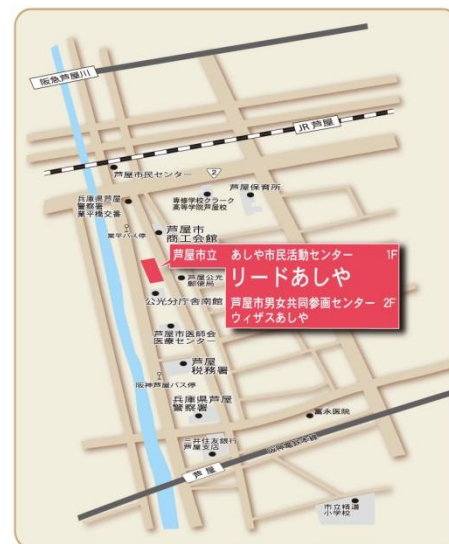 阪急芦屋川
JR 芦屋
芦屋市民センター
2
兵庫県芦屋
警察署
業平橋交番
専修学校クラーク
高等学院芦屋校
芦屋保育所
業平バス停
芦屋市
商工会館
芦屋市立 あしや市民活動センター 1F
リードあしや
芦屋市男女共同参画センター 2F
ウィザスあしや
芦屋公光
郵便局
公光分庁舎南館
芦屋市医師会
医療センター
芦屋
税務署
阪神芦屋バス停
兵庫県芦屋
警察署
富永医院
三井住友銀行
芦屋支店
阪神電鉄本線
芦屋
市立精道
小学校